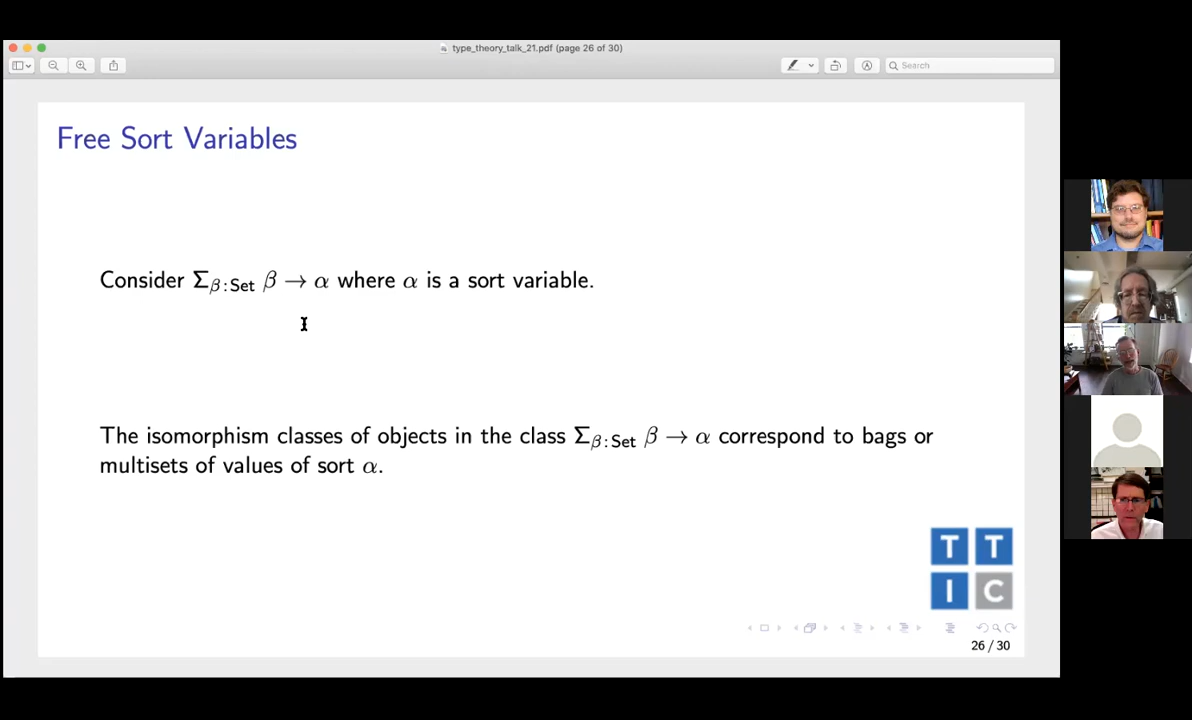 type_theory_talk_21.pdf (page 26 of 30)
Search
Free Sort Variables
Consider Σ_{β:Set} β → α where α is a sort variable.
The isomorphism classes of objects in the class Σ_{β:Set} β → α correspond to bags or
multisets of values of sort α.
T T
I C
26 / 30